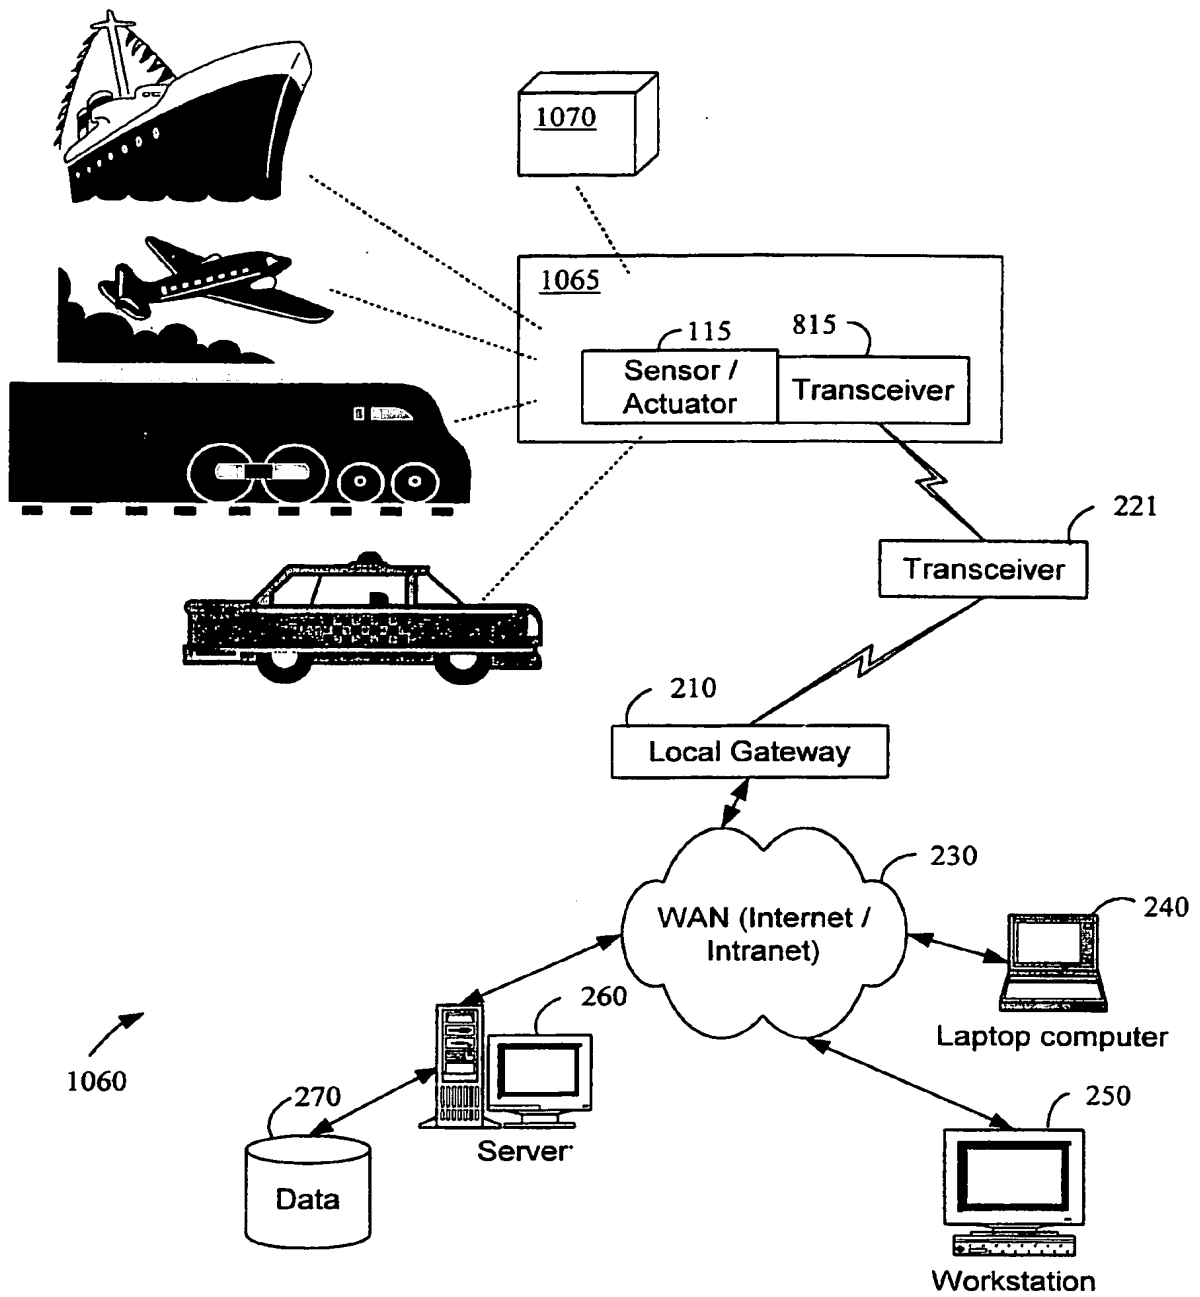 1070
1065
115
815
Sensor /
Actuator
Transceiver
221
Transceiver
210
Local Gateway
230
WAN (Internet /
Intranet)
240
Laptop computer
260
Server
1060
270
Data
250
Workstation